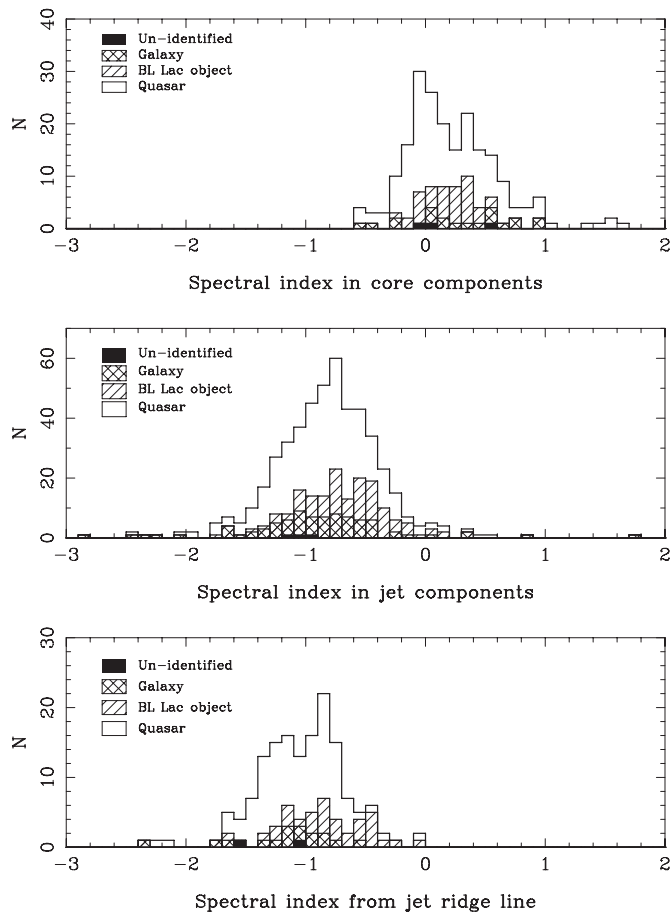 40
30
20
10
0
N
Un-identified
Galaxy
BL Lac object
Quasar
−3 −2 −1 0 1 2
Spectral index in core components
60
40
20
0
N
Un-identified
Galaxy
BL Lac object
Quasar
−3 −2 −1 0 1 2
Spectral index in jet components
30
20
10
0
N
Un-identified
Galaxy
BL Lac object
Quasar
−3 −2 −1 0 1 2
Spectral index from jet ridge line